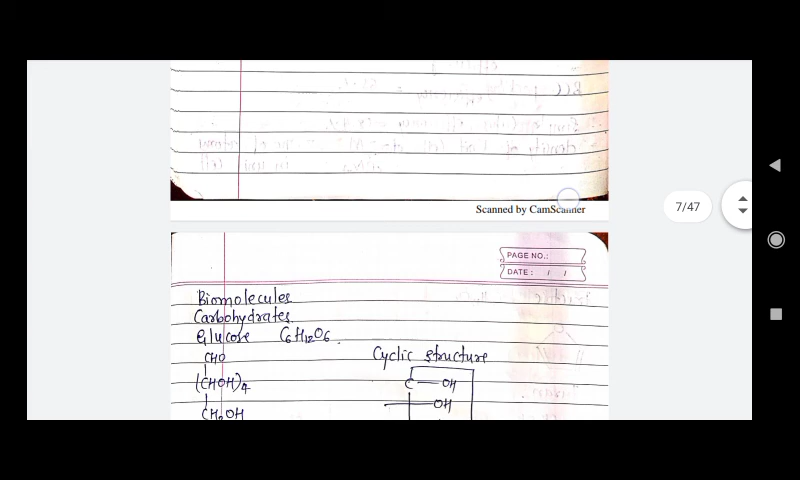 Scanned by CamScanner
7/47
PAGE NO.:
DATE: / /
Biomolecules
Carbohydrates
Glucose C6H12O6.
CHO
Cyclic structure
(CHOH)4
C — OH
CH2OH
OH